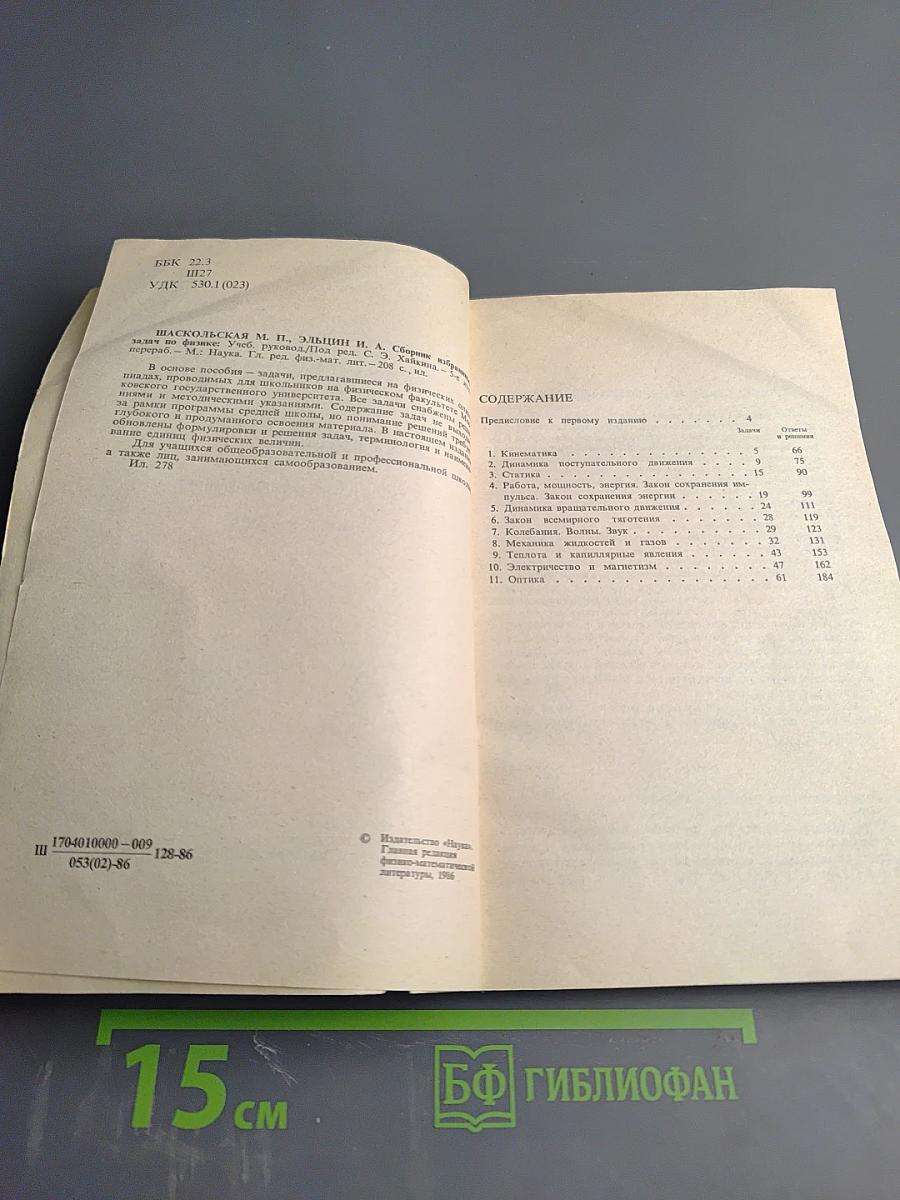 ББК 22.3
Ш27
УДК 530.1(023)
ШАСКОЛЬСКАЯ М. П., ЭЛЬЦИН И. А. Сборник
задач по физике: Учеб. руковод./Под ред. С. Э. Хайкина. – 5-е
перераб. – М.: Наука. Гл. ред. физ.-мат. лит. – 208 с., ил.
В основе пособия – задачи, предлагавшиеся на физических
пиадах, проводимых для школьников на физическом факультете
ковского государственного университета. Все задачи снабжены
ниями и методическими указаниями. Содержание задач не
за рамки программы средней школы, но понимание решений
глубокого и продуманного освоения материала. В настоящем
обновлены формулировки и решения задач, терминология и
вание единиц физических величин.
Для учащихся общеобразовательной и профессиональной
а также лиц, занимающихся самообразованием.
Ил. 278
Ш 1704010000 – 009 128-86
053(02)-86
© Издательство «Наука».
Главная редакция
физико-математической
литературы, 1986
СОДЕРЖАНИЕ
Предисловие к первому изданию . . . . . . . . 4
Задачи Ответы
и решения
1. Кинематика . . . . . . . . . . . . . . . 5 66
2. Динамика поступательного движения . . . . 9 75
3. Статика . . . . . . . . . . . . . . . . . 15 90
4. Работа, мощность, энергия. Закон сохранения им-
пульса. Закон сохранения энергии . . . . . . 19 99
5. Динамика вращательного движения . . . . . . 24 111
6. Закон всемирного тяготения . . . . . . . . 28 119
7. Колебания. Волны. Звук . . . . . . . . . . 29 123
8. Механика жидкостей и газов . . . . . . . . 32 131
9. Теплота и капиллярные явления . . . . . . . 43 153
10. Электричество и магнетизм . . . . . . . . 47 162
11. Оптика . . . . . . . . . . . . . . . . . 61 184
15 см
БФ ГИБЛИОФАН